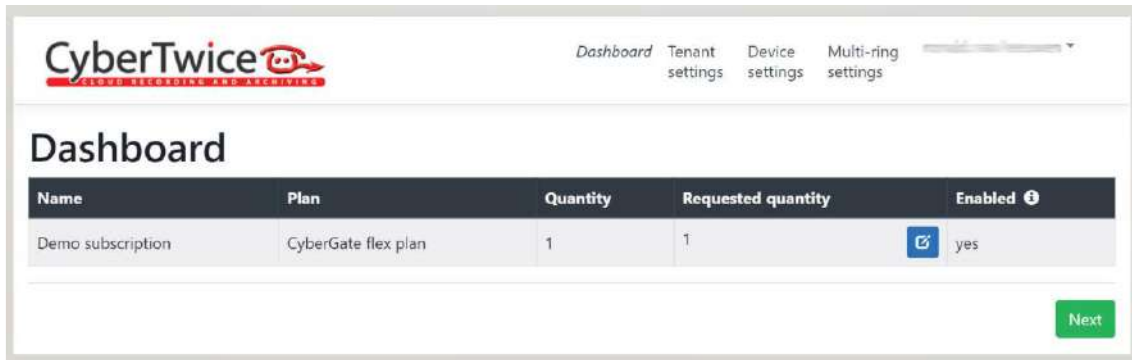 CyberTwice
CLOUD RECORDING AND ARCHIVING
Dashboard Tenant settings Device settings Multi-ring settings
Dashboard
Name Plan Quantity Requested quantity Enabled
Demo subscription CyberGate flex plan 1 1 yes
Next